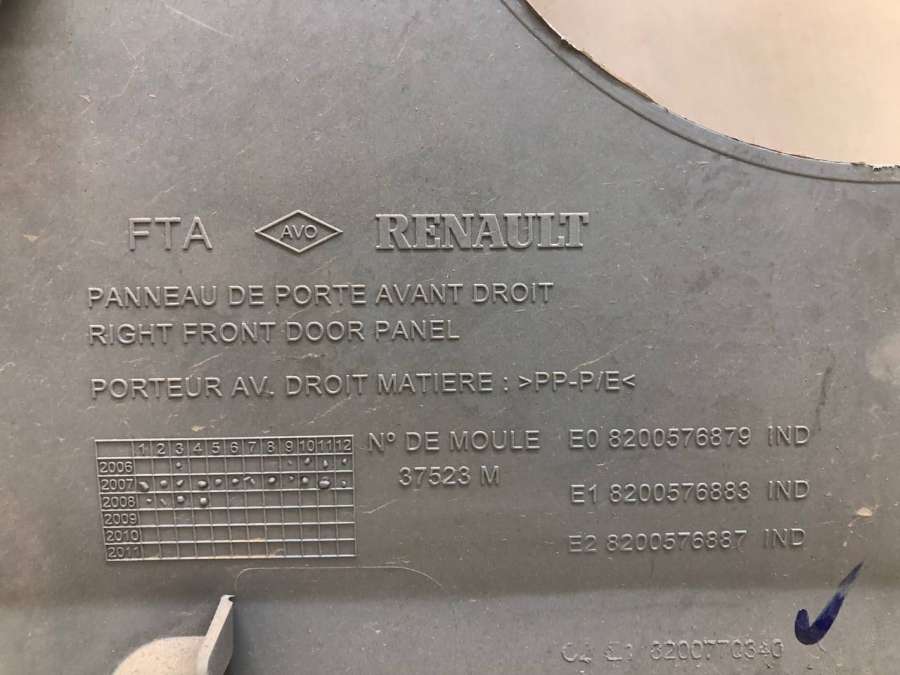 FTA AVO RENAULT
PANNEAU DE PORTE AVANT DROIT
RIGHT FRONT DOOR PANEL
PORTEUR AV. DROIT MATIERE : >PP-P/E<
1 2 3 4 5 6 7 8 9 10 11 12
2006
2007
2008
2009
2010
2011
N° DE MOULE
37523 M
E0 8200576879 IND
E1 8200576883 IND
E2 8200576887 IND
8200770340